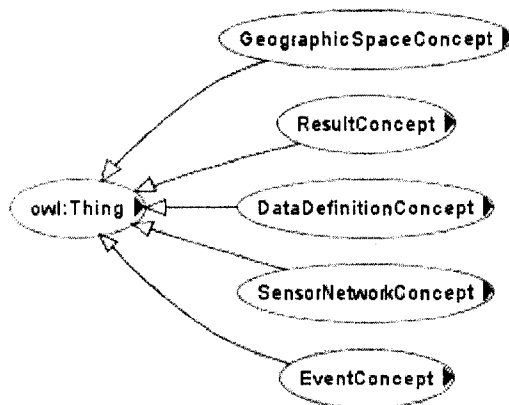 GeographicSpaceConcept
ResultConcept
owl:Thing
DataDefinitionConcept
SensorNetworkConcept
EventConcept